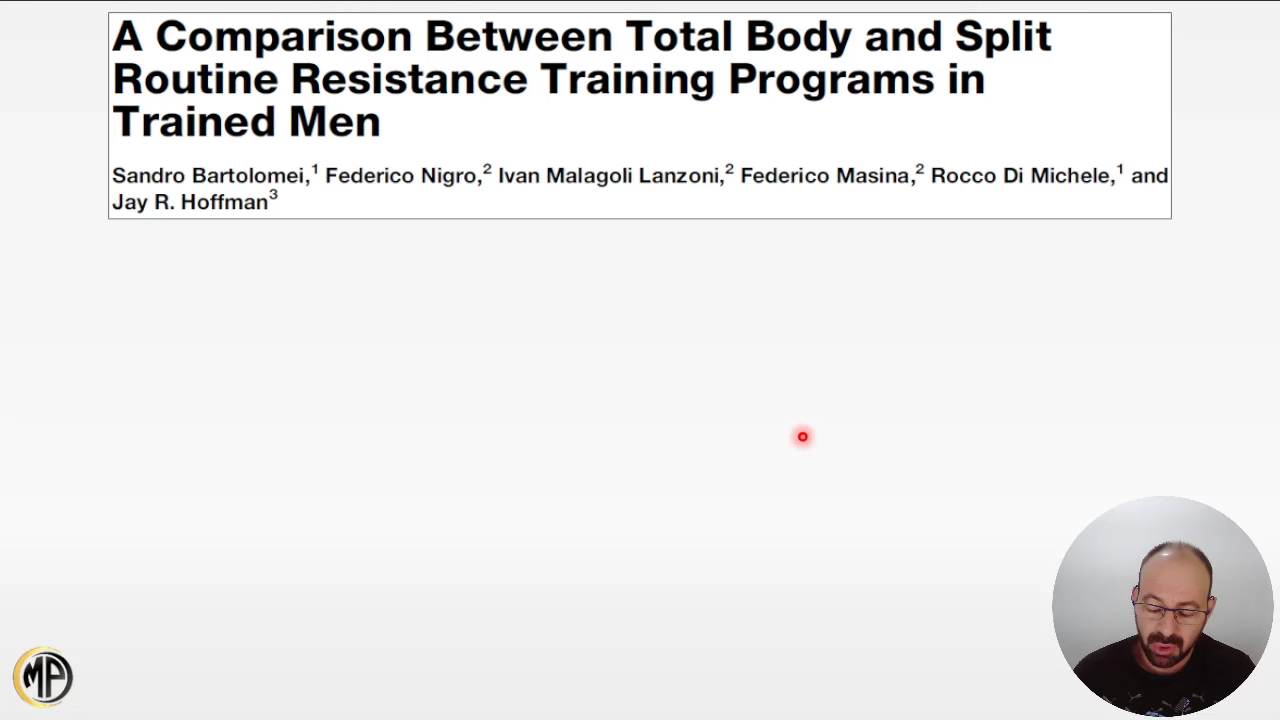 A Comparison Between Total Body and Split
Routine Resistance Training Programs in
Trained Men
Sandro Bartolomei,¹ Federico Nigro,² Ivan Malagoli Lanzoni,² Federico Masina,² Rocco Di Michele,¹ and
Jay R. Hoffman³
MP